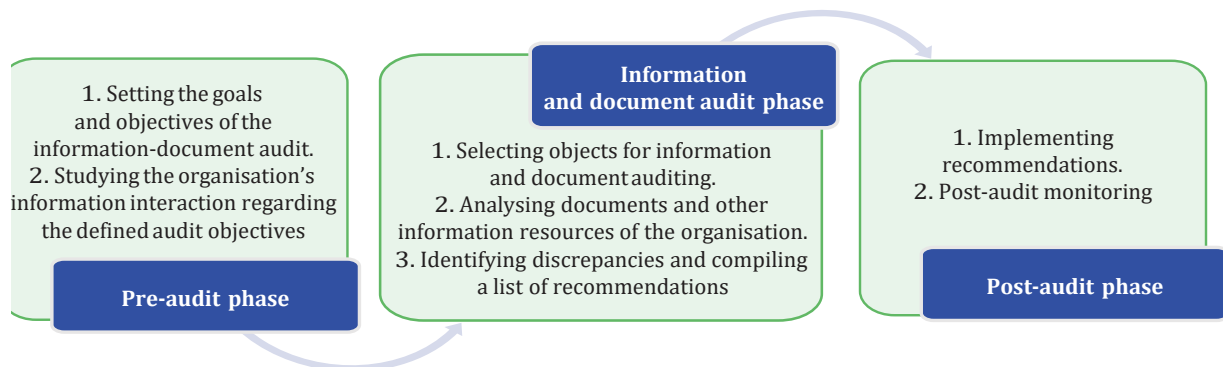 1. Setting the goals
and objectives of the
information-document audit.
2. Studying the organisation’s
information interaction regarding
the defined audit objectives
Pre-audit phase
Information
and document audit phase
1. Selecting objects for information
and document auditing.
2. Analysing documents and other
information resources of the organisation.
3. Identifying discrepancies and compiling
a list of recommendations
1. Implementing
recommendations.
2. Post-audit monitoring
Post-audit phase